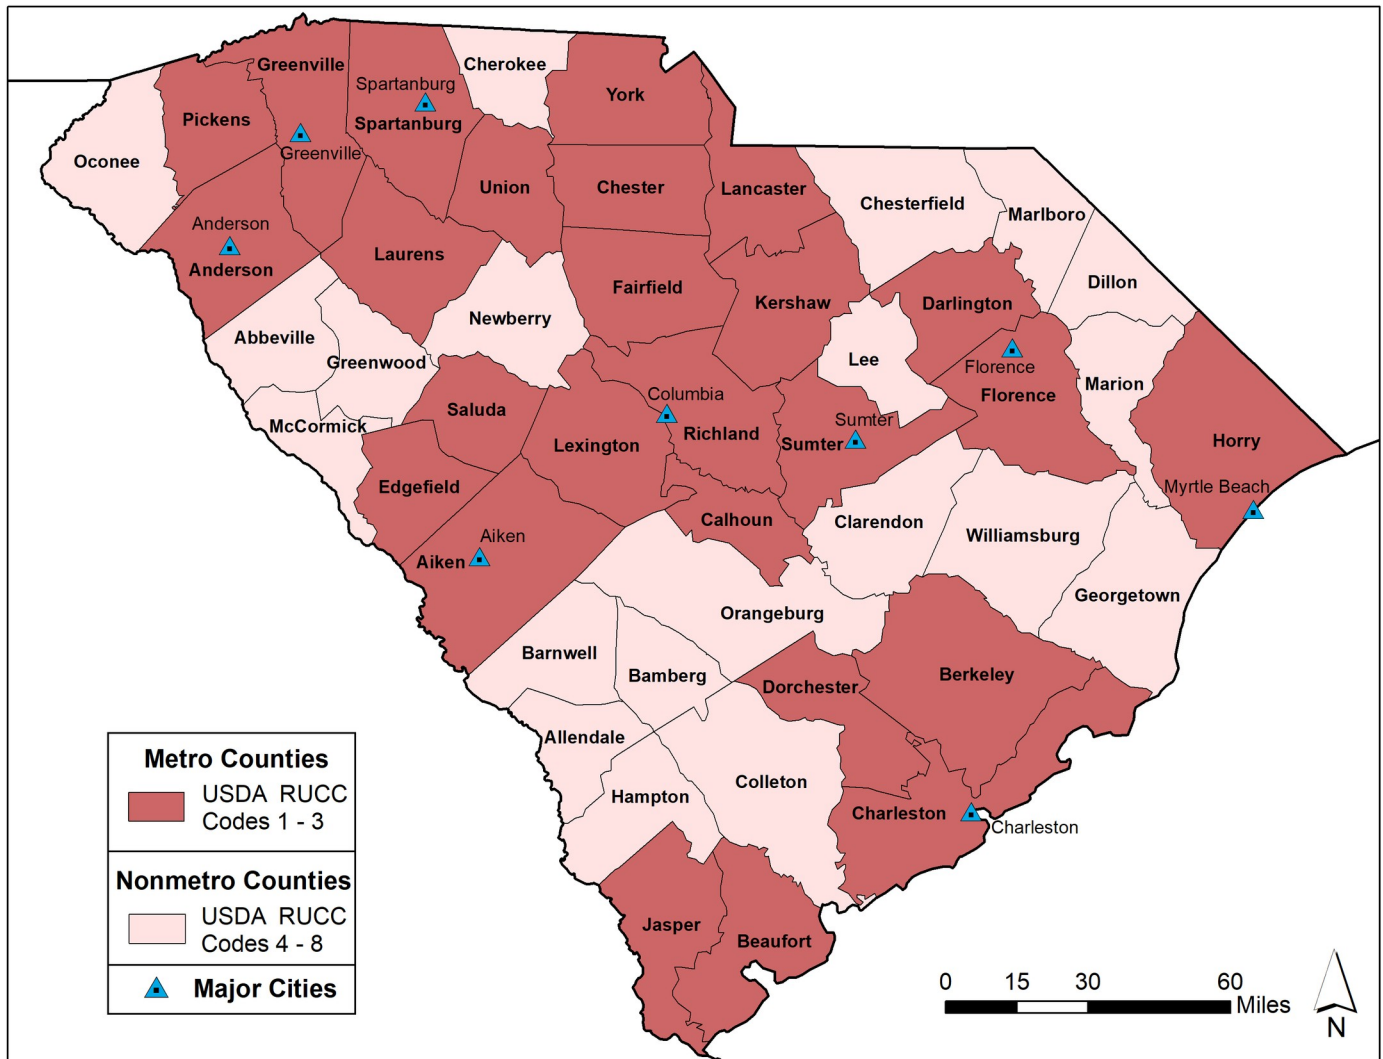 Cherokee
Greenville
Spartanburg
York
Pickens
Spartanburg
Greenville
Oconee
Union
Chester
Lancaster
Chesterfield
Marlboro
Anderson
Anderson
Laurens
Fairfield
Kershaw
Darlington
Dillon
Newberry
Abbeville
Greenwood
Lee
Florence
Florence
Marion
Saluda
Columbia
McCormick
Lexington
Richland
Sumter
Sumter
Horry
Edgefield
Myrtle Beach
Calhoun
Clarendon
Williamsburg
Aiken
Aiken
Georgetown
Orangeburg
Barnwell
Bamberg
Dorchester
Berkeley
Allendale
Colleton
Hampton
Charleston
Charleston
Jasper
Beaufort
Metro Counties
USDA RUCC
Codes 1 - 3
Nonmetro Counties
USDA RUCC
Codes 4 - 8
Major Cities
0 15 30 60
Miles
N